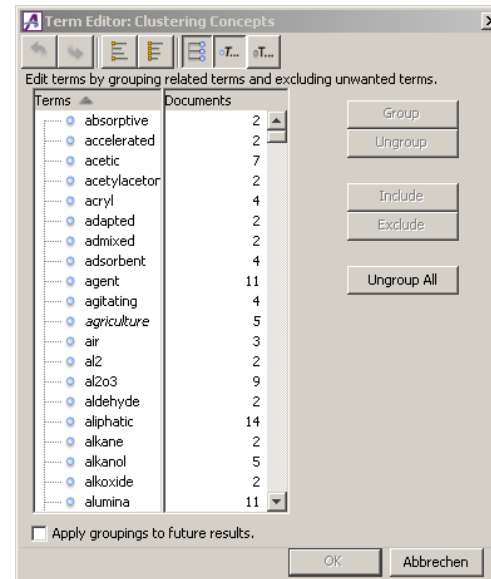 Term Editor: Clustering Concepts
T... T...
Edit terms by grouping related terms and excluding unwanted terms.
Terms Documents
absorptive 2
accelerated 2
acetic 7
acetylaceton 2
acryl 4
adapted 2
admixed 2
adsorbent 4
agent 11
agitating 4
agriculture 5
air 3
al2 2
al2o3 9
aldehyde 2
aliphatic 14
alkane 2
alkanol 5
alkoxide 2
alumina 11
Group
Ungroup
Include
Exclude
Ungroup All
Apply groupings to future results.
OK Abbrechen